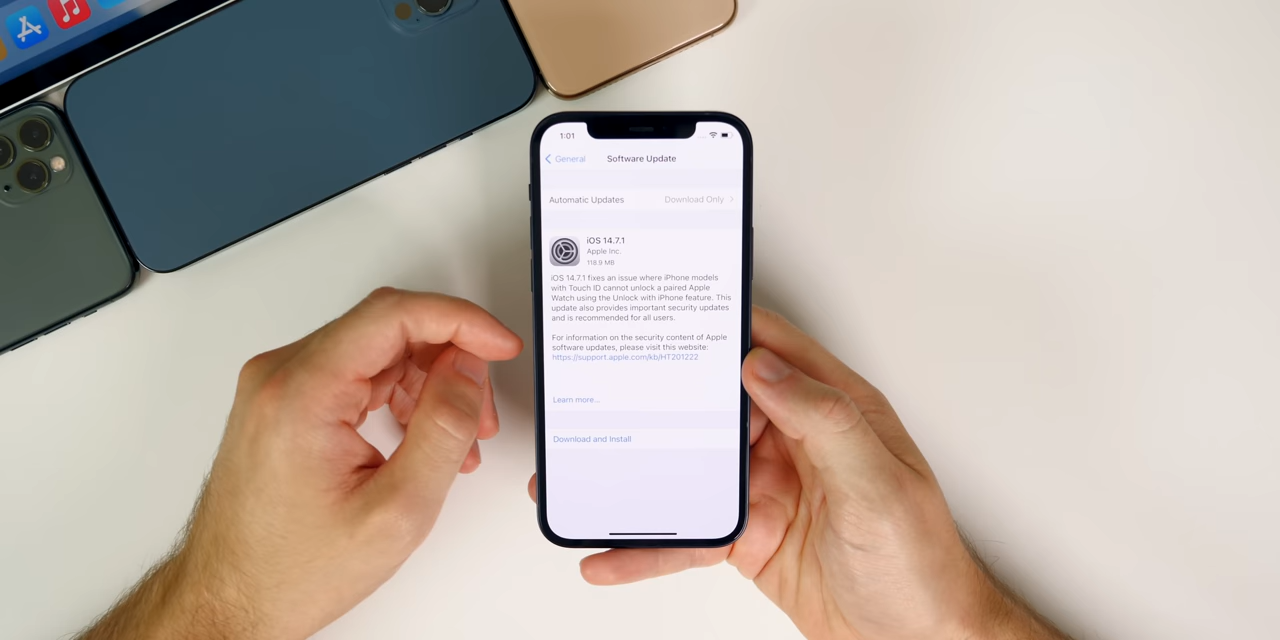 1:01
General
Software Update
Automatic Updates
Download Only
iOS 14.7.1
Apple Inc.
118.9 MB
iOS 14.7.1 fixes an issue where iPhone models
with Touch ID cannot unlock a paired Apple
Watch using the Unlock with iPhone feature. This
update also provides important security updates
and is recommended for all users.
For information on the security content of Apple
software updates, please visit this website:
https://support.apple.com/kb/HT201222
Learn more...
Download and Install